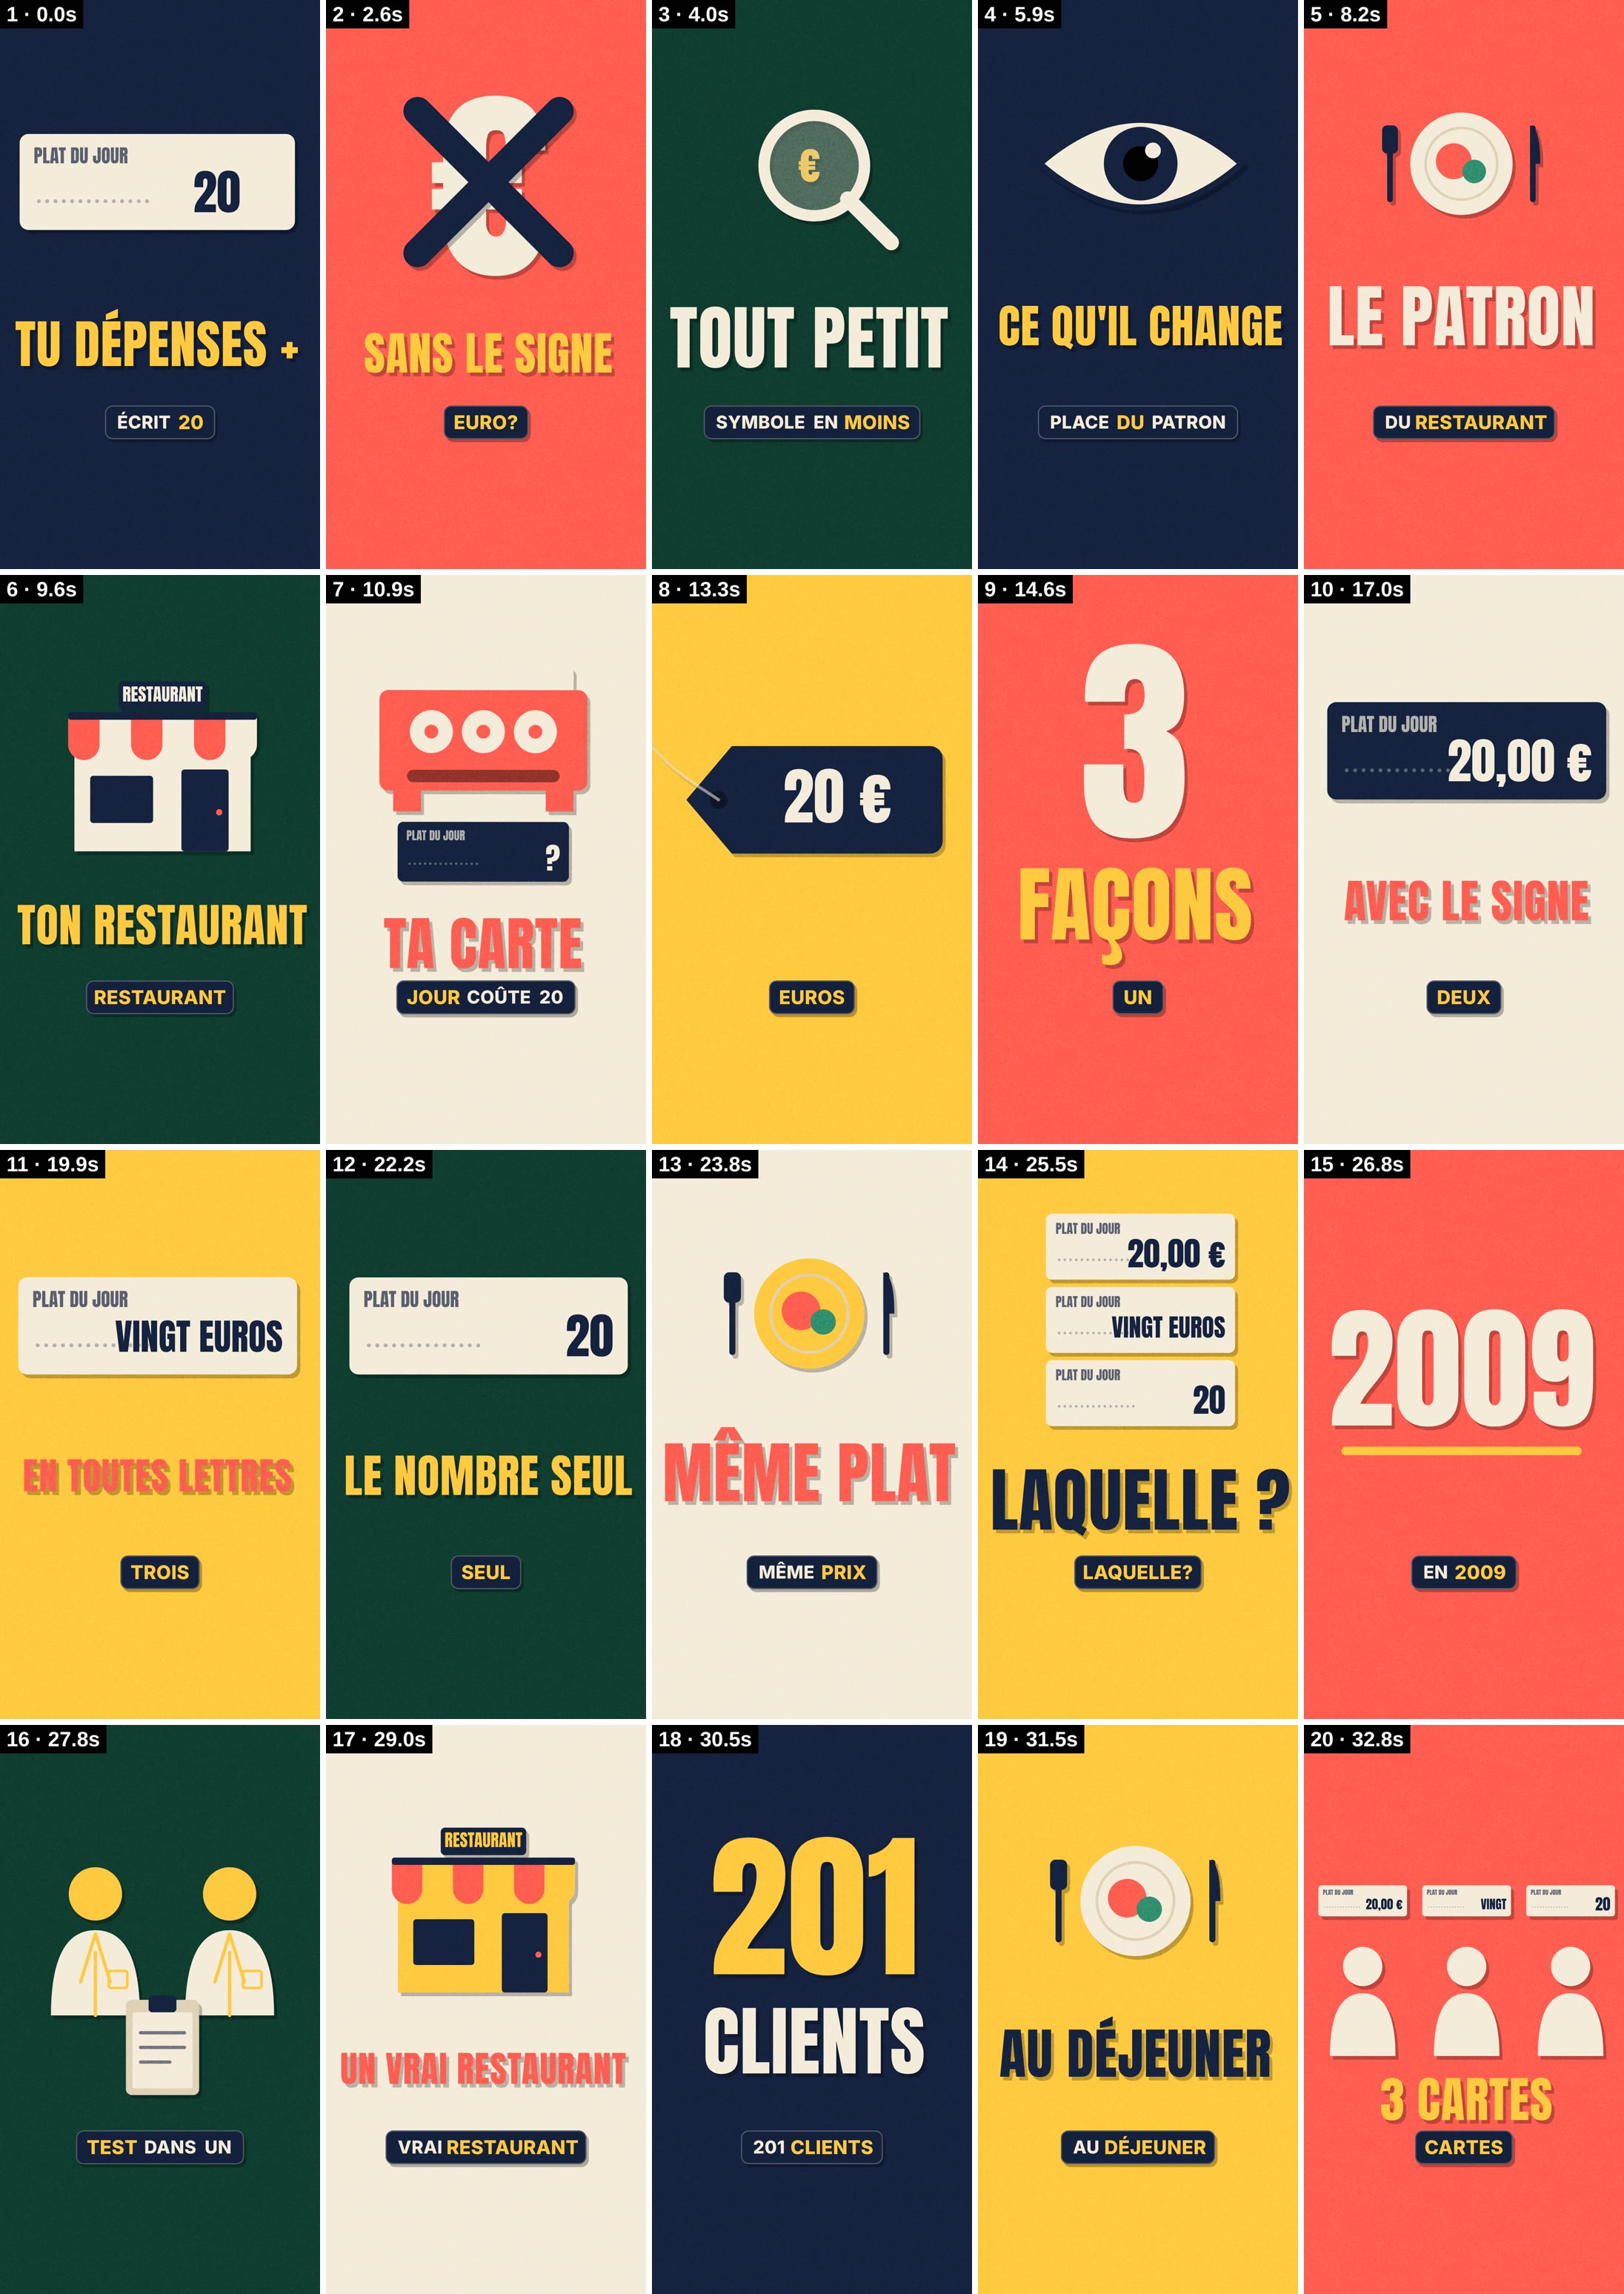 1 · 0.0s
PLAT DU JOUR
.............. 20
TU DÉPENSES +
ÉCRIT 20
2 · 2.6s
€
SANS LE SIGNE
EURO?
3 · 4.0s
€
TOUT PETIT
SYMBOLE EN MOINS
4 · 5.9s
CE QU'IL CHANGE
PLACE DU PATRON
5 · 8.2s
LE PATRON
DU RESTAURANT
6 · 9.6s
RESTAURANT
TON RESTAURANT
RESTAURANT
7 · 10.9s
PLAT DU JOUR
.............. ?
TA CARTE
JOUR COÛTE 20
8 · 13.3s
20 €
EUROS
9 · 14.6s
3
FAÇONS
UN
10 · 17.0s
PLAT DU JOUR
.............. 20,00 €
AVEC LE SIGNE
DEUX
11 · 19.9s
PLAT DU JOUR
.............. VINGT EUROS
EN TOUTES LETTRES
TROIS
12 · 22.2s
PLAT DU JOUR
.............. 20
LE NOMBRE SEUL
SEUL
13 · 23.8s
MÊME PLAT
MÊME PRIX
14 · 25.5s
PLAT DU JOUR
.............. 20,00 €
PLAT DU JOUR
.............. VINGT EUROS
PLAT DU JOUR
.............. 20
LAQUELLE ?
LAQUELLE?
15 · 26.8s
2009
EN 2009
16 · 27.8s
TEST DANS UN
17 · 29.0s
RESTAURANT
UN VRAI RESTAURANT
VRAI RESTAURANT
18 · 30.5s
201
CLIENTS
201 CLIENTS
19 · 31.5s
AU DÉJEUNER
AU DÉJEUNER
20 · 32.8s
PLAT DU JOUR
.............. 20,00 €
PLAT DU JOUR
.............. VINGT
PLAT DU JOUR
.............. 20
3 CARTES
CARTES